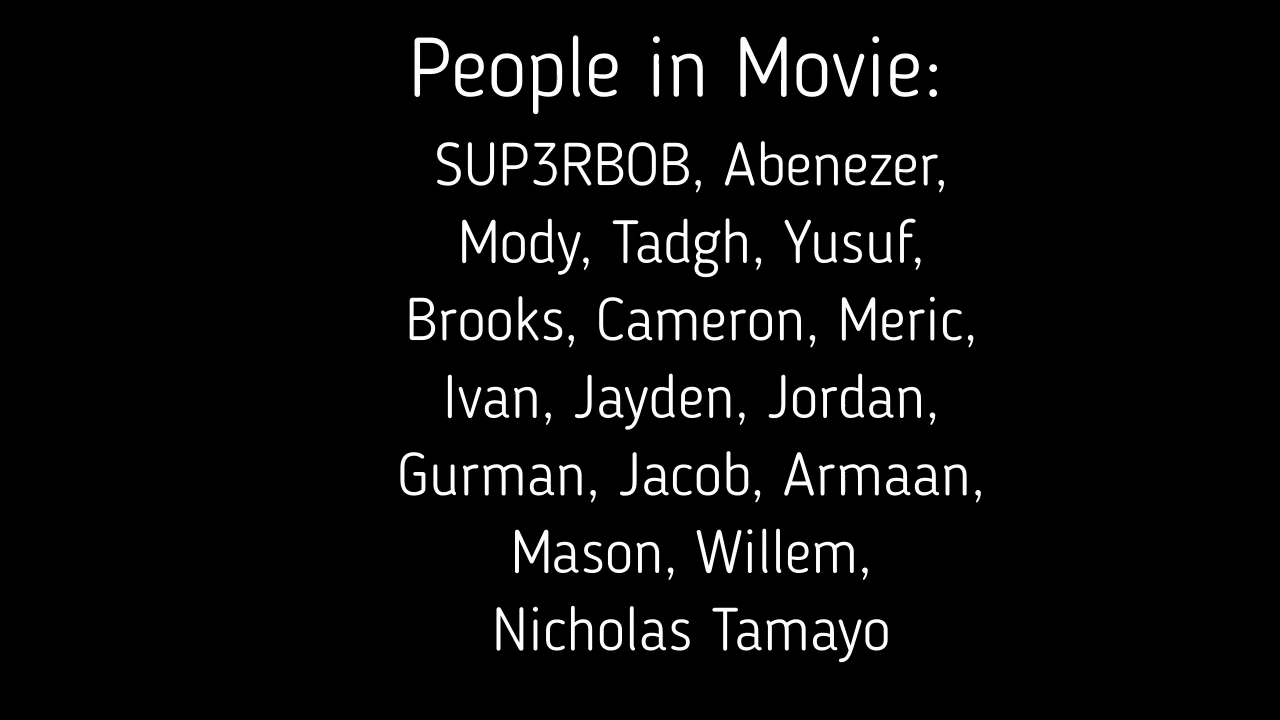 People in Movie:
SUP3RBOB, Abenezer,
Mody, Tadgh, Yusuf,
Brooks, Cameron, Meric,
Ivan, Jayden, Jordan,
Gurman, Jacob, Armaan,
Mason, Willem,
Nicholas Tamayo